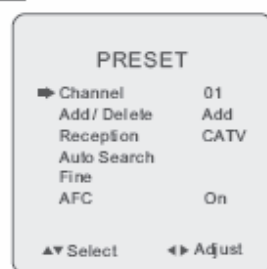 PRESET
Channel 01
Add/ Delete Add
Reception CATV
Auto Search
Fine
AFC On
▲▼ Select ◀▶ Adjust